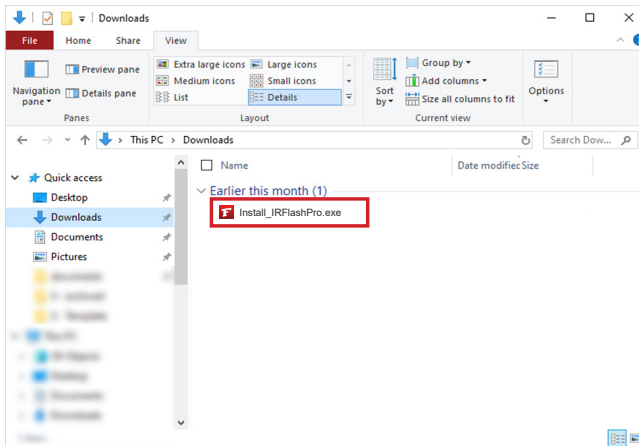 Downloads
File Home Share View
Navigation pane
Preview pane
Details pane
Panes
Extra large icons Large icons
Medium icons Small icons
List Details
Layout
Sort by
Group by
Add columns
Size all columns to fit
Current view
Options
This PC > Downloads
Search Dow...
Name Date modifiec Size
Quick access
Desktop
Downloads
Documents
Pictures
Earlier this month (1)
Install_IRFlashPro.exe